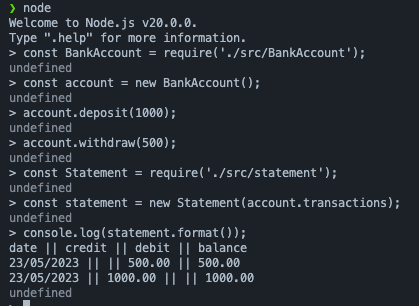 ❯ node
Welcome to Node.js v20.0.0.
Type ".help" for more information.
> const BankAccount = require('./src/BankAccount');
undefined
> const account = new BankAccount();
undefined
> account.deposit(1000);
undefined
> account.withdraw(500);
undefined
> const Statement = require('./src/statement');
undefined
> const statement = new Statement(account.transactions);
undefined
> console.log(statement.format());
date || credit || debit || balance
23/05/2023 || || 500.00 || 500.00
23/05/2023 || 1000.00 || || 1000.00
undefined
>